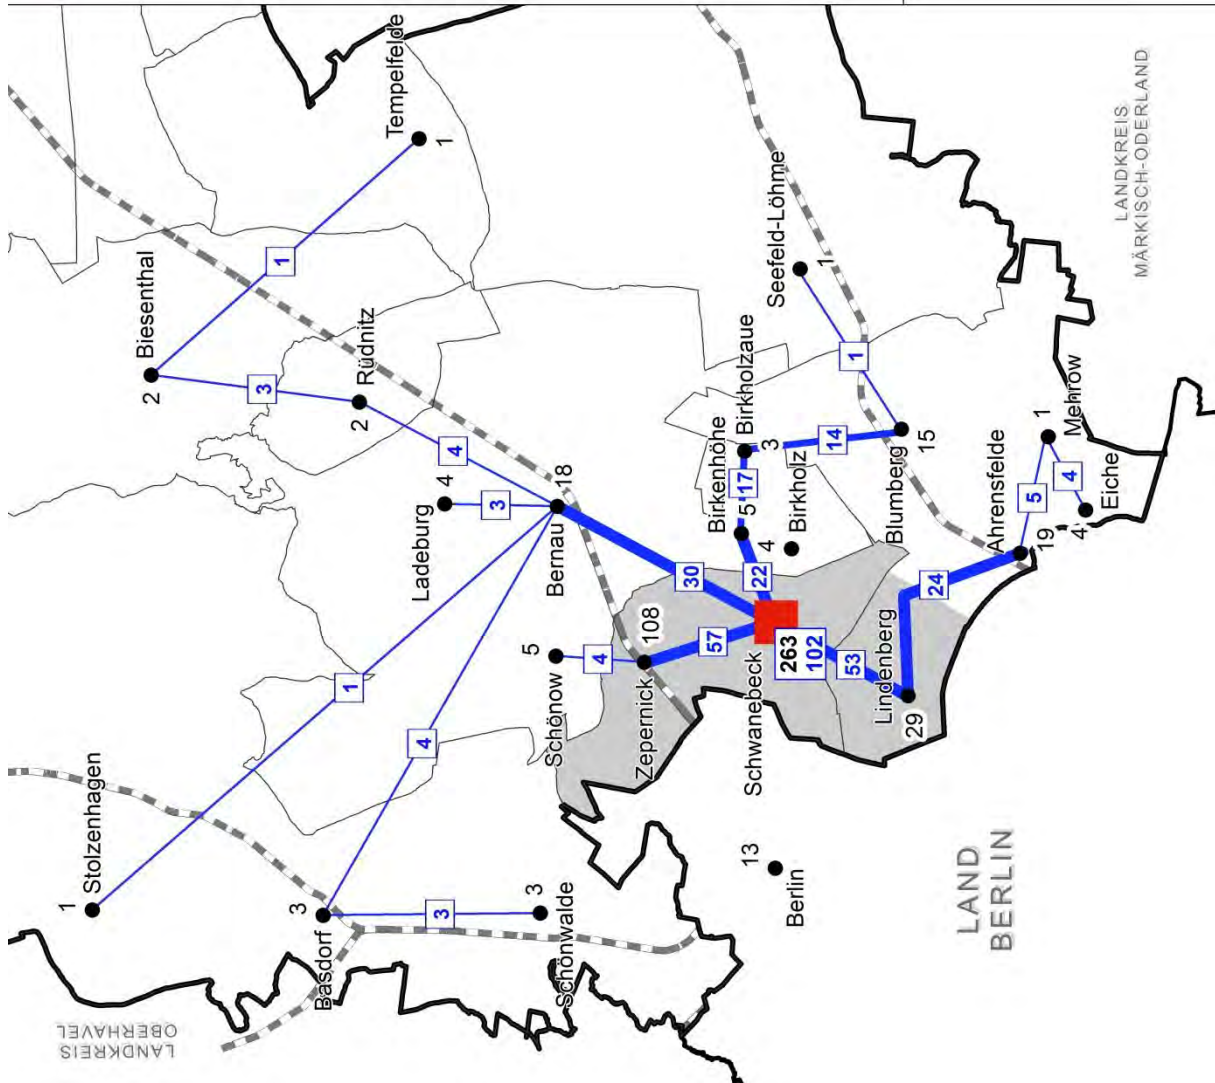 Tempelfelde
1
1
Biesenthal
2
3
Rüdnitz
2
4
Seefeld-Löhme
1
1
LANDKREIS
MÄRKISCH-ODERLAND
Ladeburg
4
3
18
Bernau
30
Birkenhöhe
5
17
Birkholzaue
3
14
4
Birkholz
22
Blumberg
15
Ahrensfelde
19
5
1
Mehrow
4
Eiche
4
24
Stolzenhagen
1
1
4
Basdorf
3
3
Schönwalde
3
Schönow
5
4
Zepernick
108
57
Schwanebeck
263
102
53
Lindenberg
29
13
Berlin
LAND
BERLIN
LANDKREIS
OBERHAVEL